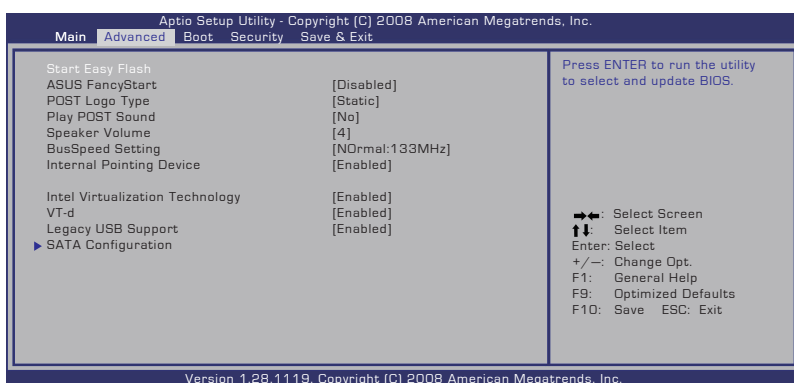 Aptio Setup Utility - Copyright (C) 2008 American Megatrends, Inc.
Main Advanced Boot Security Save & Exit
Start Easy Flash
ASUS FancyStart [Disabled]
POST Logo Type [Static]
Play POST Sound [No]
Speaker Volume [4]
BusSpeed Setting [NOrmal:133MHz]
Internal Pointing Device [Enabled]
Intel Virtualization Technology [Enabled]
VT-d [Enabled]
Legacy USB Support [Enabled]
SATA Configuration
Press ENTER to run the utility
to select and update BIOS.
→←: Select Screen
↑↓: Select Item
Enter: Select
+/—: Change Opt.
F1: General Help
F9: Optimized Defaults
F10: Save ESC: Exit
Version 1.28.1119. Copyright (C) 2008 American Megatrends, Inc.